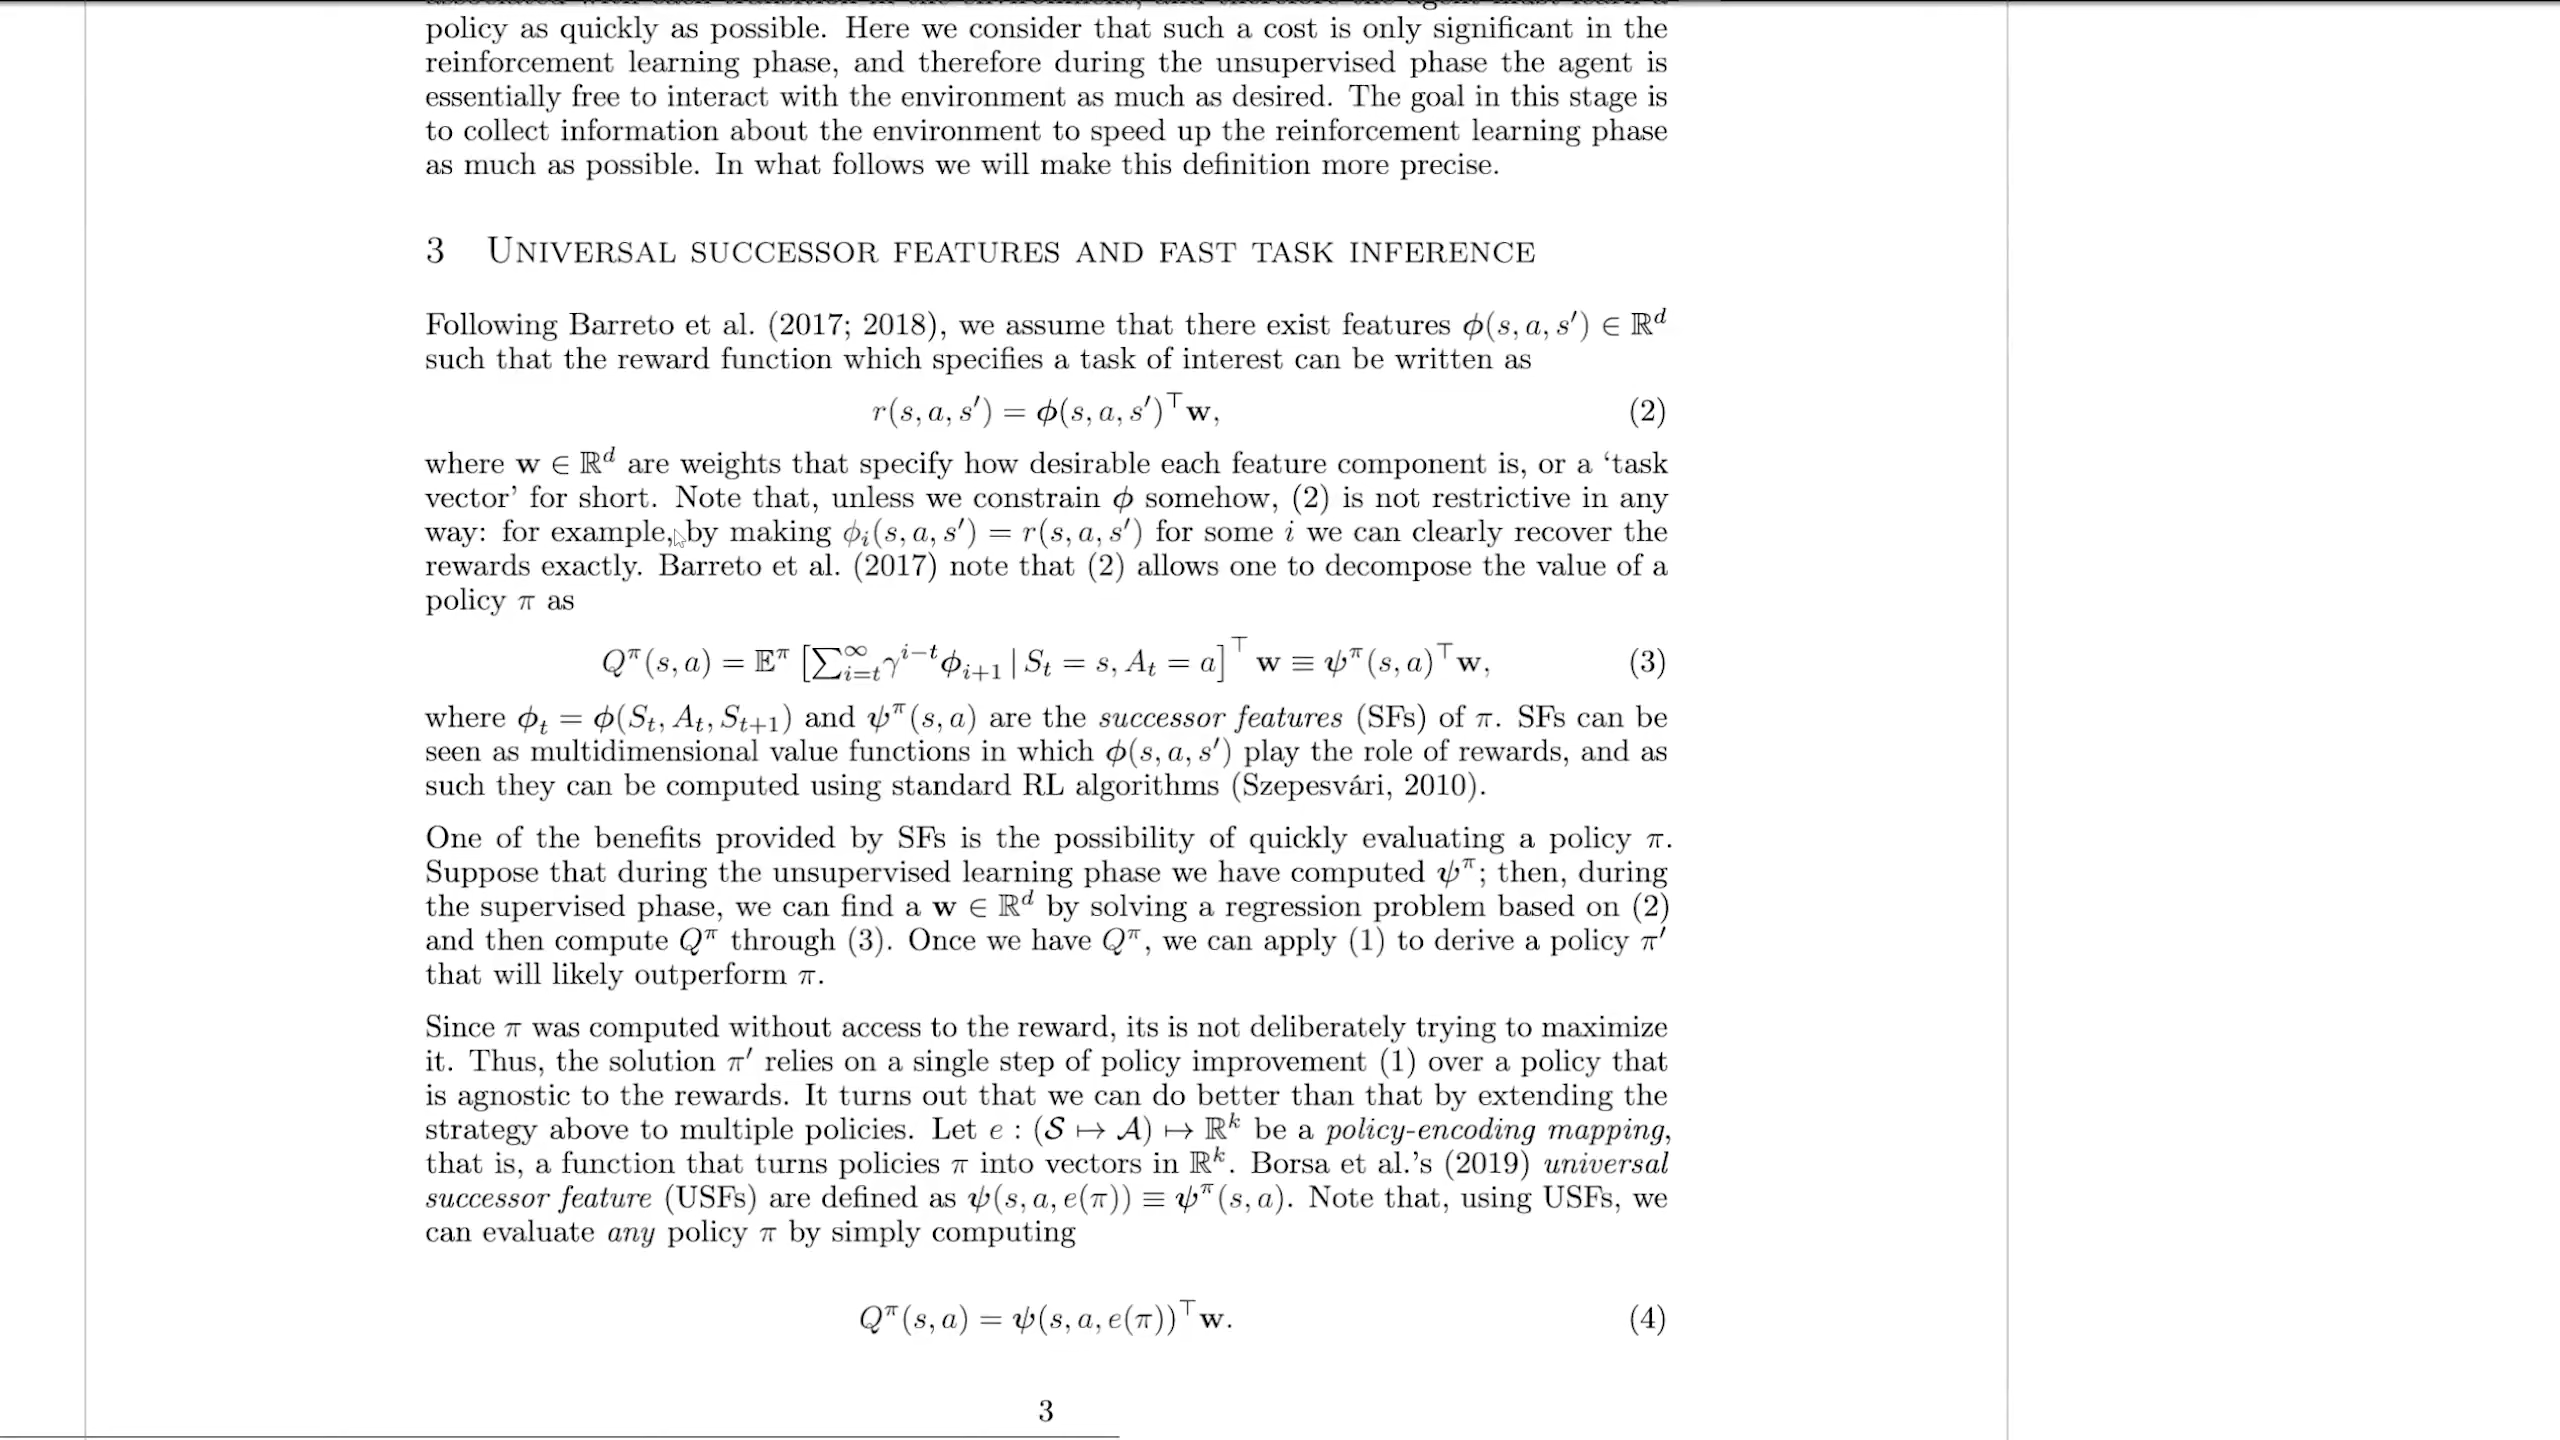 policy as quickly as possible. Here we consider that such a cost is only significant in the
reinforcement learning phase, and therefore during the unsupervised phase the agent is
essentially free to interact with the environment as much as desired. The goal in this stage is
to collect information about the environment to speed up the reinforcement learning phase
as much as possible. In what follows we will make this definition more precise.
3 UNIVERSAL SUCCESSOR FEATURES AND FAST TASK INFERENCE
Following Barreto et al. (2017; 2018), we assume that there exist features ϕ(s, a, s′) ∈ ℝᵈ
such that the reward function which specifies a task of interest can be written as
r(s, a, s′) = ϕ(s, a, s′)⊤w, (2)
where w ∈ ℝᵈ are weights that specify how desirable each feature component is, or a ‘task
vector’ for short. Note that, unless we constrain ϕ somehow, (2) is not restrictive in any
way: for example, by making ϕᵢ(s, a, s′) = r(s, a, s′) for some i we can clearly recover the
rewards exactly. Barreto et al. (2017) note that (2) allows one to decompose the value of a
policy π as
Q^π(s, a) = 𝔼^π [∑_{i=t}^∞ γ^{i−t} ϕ_{i+1} | S_t = s, A_t = a]⊤ w ≡ ψ^π(s, a)⊤w, (3)
where ϕ_t = ϕ(S_t, A_t, S_{t+1}) and ψ^π(s, a) are the successor features (SFs) of π. SFs can be
seen as multidimensional value functions in which ϕ(s, a, s′) play the role of rewards, and as
such they can be computed using standard RL algorithms (Szepesvári, 2010).
One of the benefits provided by SFs is the possibility of quickly evaluating a policy π.
Suppose that during the unsupervised learning phase we have computed ψ^π; then, during
the supervised phase, we can find a w ∈ ℝᵈ by solving a regression problem based on (2)
and then compute Q^π through (3). Once we have Q^π, we can apply (1) to derive a policy π′
that will likely outperform π.
Since π was computed without access to the reward, its is not deliberately trying to maximize
it. Thus, the solution π′ relies on a single step of policy improvement (1) over a policy that
is agnostic to the rewards. It turns out that we can do better than that by extending the
strategy above to multiple policies. Let e : (𝒮 ↦ 𝒜) ↦ ℝᵏ be a policy-encoding mapping,
that is, a function that turns policies π into vectors in ℝᵏ. Borsa et al.’s (2019) universal
successor feature (USFs) are defined as ψ(s, a, e(π)) ≡ ψ^π(s, a). Note that, using USFs, we
can evaluate any policy π by simply computing
Q^π(s, a) = ψ(s, a, e(π))⊤w. (4)
3